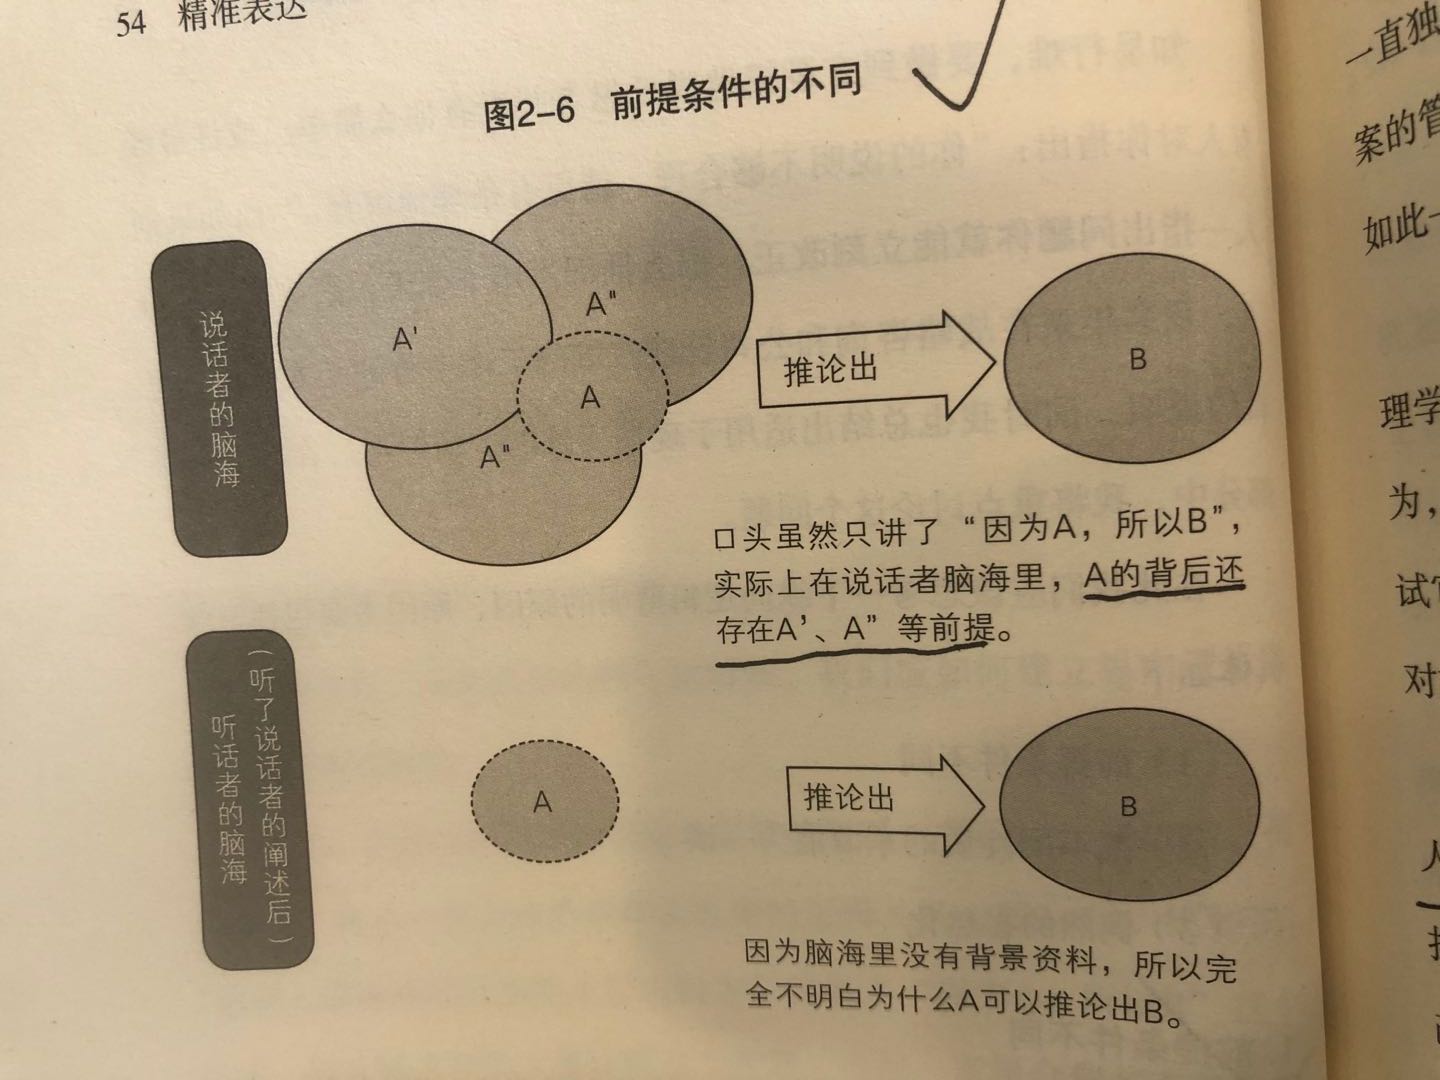 54 精准表达
图2-6 前提条件的不同
说话者的脑海
A'
A"
A
A"
推论出
B
口头虽然只讲了“因为A，所以B”，
实际上在说话者脑海里，A的背后还
存在A’、A”等前提。
（听了说话者的阐述后）
听话者的脑海
A
推论出
B
因为脑海里没有背景资料，所以完
全不明白为什么A可以推论出B。
一直独
案的管
如此一
理学
为，
试
对